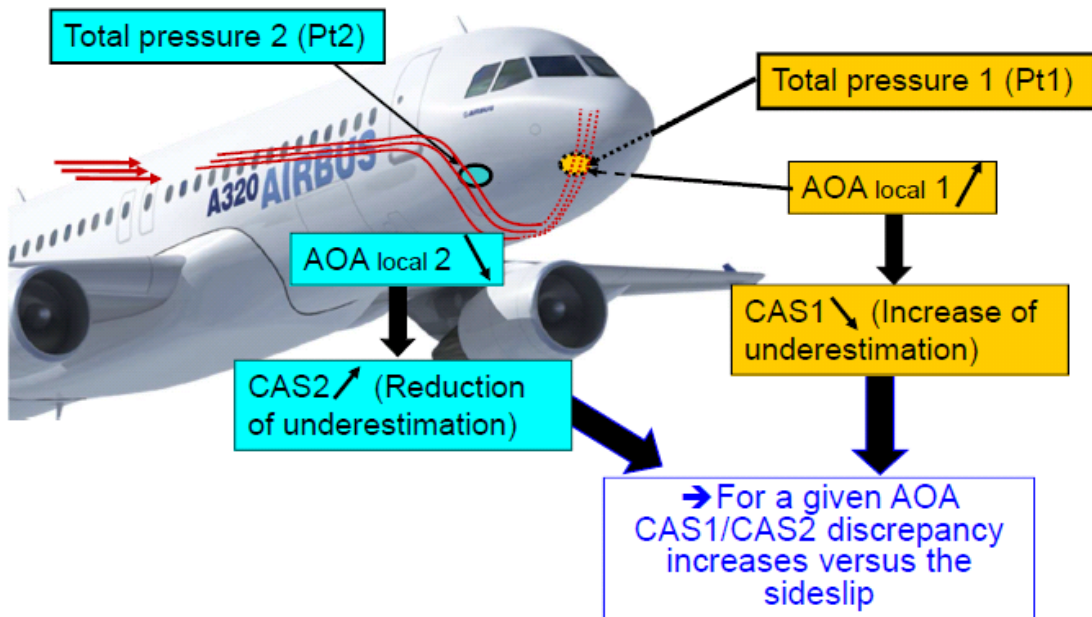 Total pressure 2 (Pt2)
Total pressure 1 (Pt1)
AIRBUS
A320 AIRBUS
AOA local 1
AOA local 2
CAS1 (Increase of
underestimation)
CAS2 (Reduction
of underestimation)
➔ For a given AOA
CAS1/CAS2 discrepancy
increases versus the
sideslip